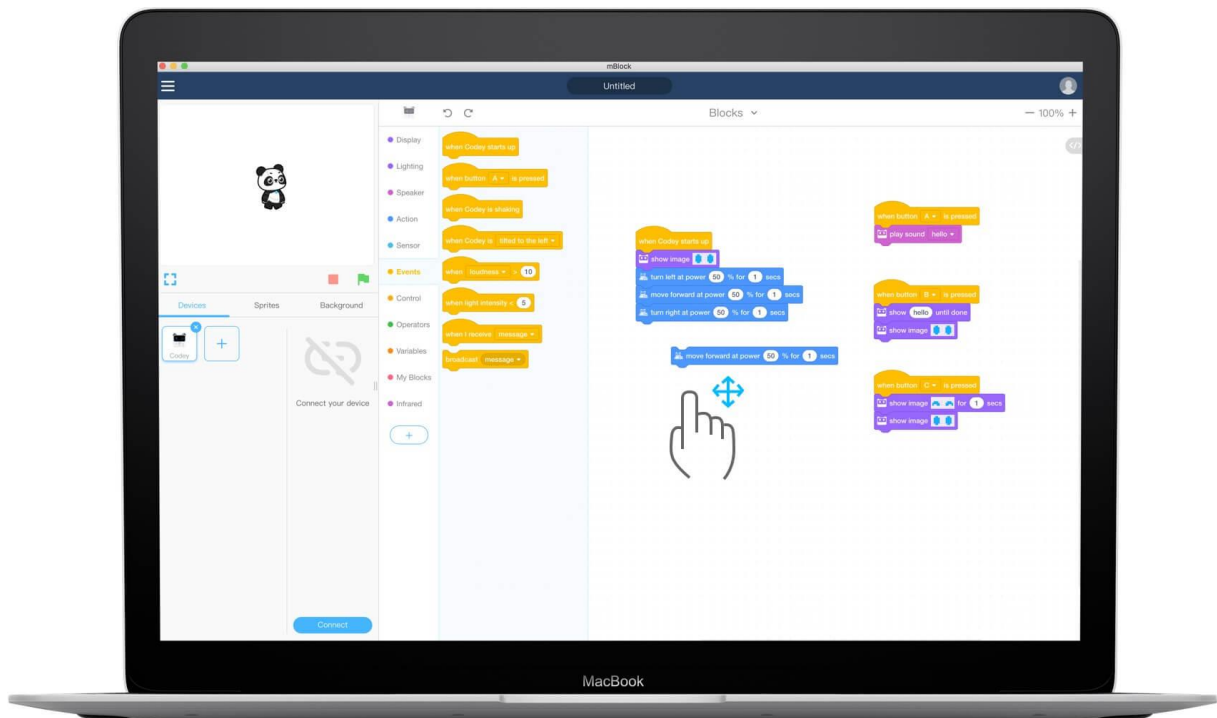 mBlock
Untitled
Blocks
100%
Display
Lighting
Speaker
Action
Sensor
Events
Control
Operators
Variables
My Blocks
Infrared
when Codey starts up
when button A is pressed
when Codey is shaking
when Codey is tilted to the left
when loudness > 10
when light intensity < 5
when I receive message
broadcast message
when Codey starts up
show image
turn left at power 50 % for 1 secs
move forward at power 50 % for 1 secs
turn right at power 50 % for 1 secs
move forward at power 50 % for 1 secs
when button A is pressed
play sound hello
when button B is pressed
show hello until done
show image
when button C is pressed
show image for 1 secs
show image
Devices
Sprites
Background
Codey
Connect your device
Connect
MacBook